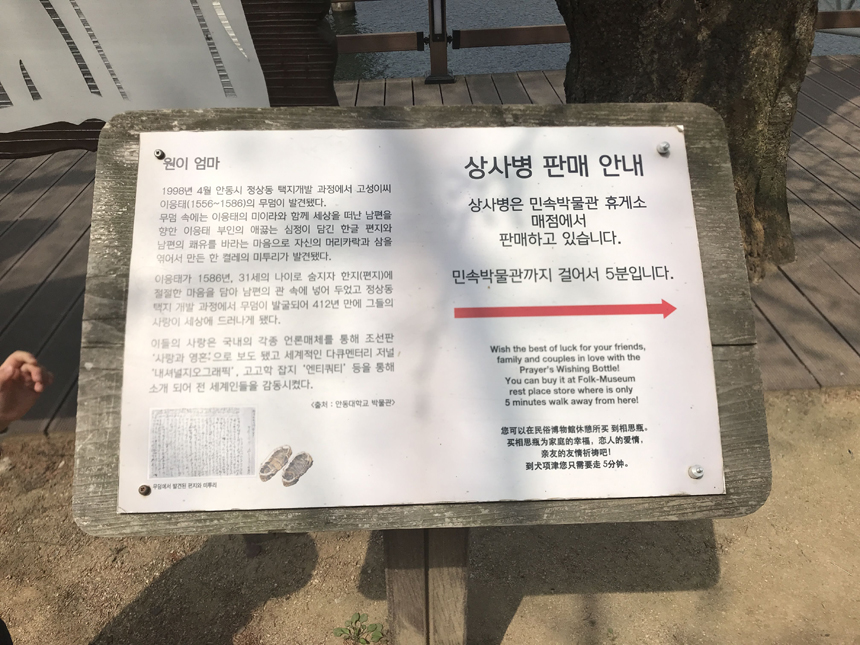 원이 엄마
1998년 4월 안동시 정상동 택지개발 과정에서 고성이씨
이응태(1556~1586)의 무덤이 발견됐다.
무덤 속에는 이응태의 미이라와 함께 세상을 떠난 남편을
향한 이응태 부인의 애끓는 심정이 담긴 한글 편지와
남편의 쾌유를 바라는 마음으로 자신의 머리카락과 삼을
엮어서 만든 한 켤레의 미투리가 발견됐다.
이응태가 1586년, 31세의 나이로 숨지자 한지(편지)에
절절한 마음을 담아 남편의 관 속에 넣어 두었고 정상동
택지 개발 과정에서 무덤이 발굴되어 412년 만에 그들의
사랑이 세상에 드러나게 됐다.
이들의 사랑은 국내의 각종 언론매체를 통해 조선판
'사랑과 영혼'으로 보도 됐고 세계적인 다큐멘터리 저널
'내셔널지오그래픽', 고고학 잡지 '엔티쿼티' 등을 통해
소개 되어 전 세계인들을 감동시켰다.
<출처 : 안동대학교 박물관>
무덤에서 발견된 편지와 미투리
상사병 판매 안내
상사병은 민속박물관 휴게소
매점에서
판매하고 있습니다.
민속박물관까지 걸어서 5분입니다.
Wish the best of luck for your friends,
family and couples in love with the
Prayer's Wishing Bottle!
You can buy it at Folk-Museum
rest place store where is only
5 minutes walk away from here!
您可以在民俗博物館休憩所买 到相思瓶。
买相思瓶为家庭的幸福，恋人的爱情，
亲友的友情祈祷吧！
到犬項津您只需要走 5分钟。